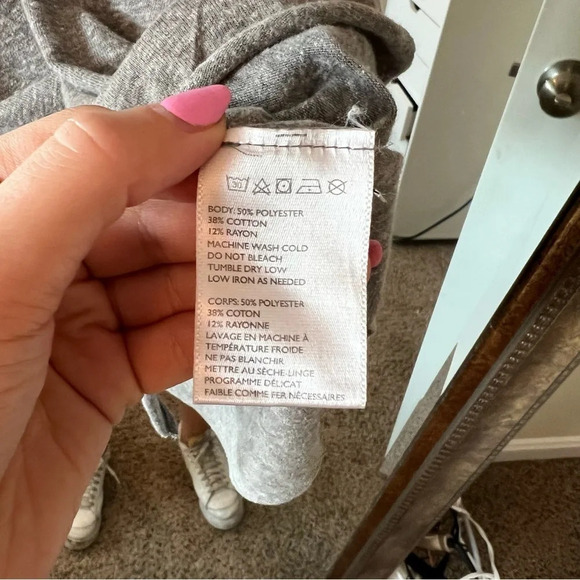 30
BODY: 50% POLYESTER
38% COTTON
12% RAYON
MACHINE WASH COLD
DO NOT BLEACH
TUMBLE DRY LOW
LOW IRON AS NEEDED
CORPS: 50% POLYESTER
38% COTON
12% RAYONNE
LAVAGE EN MACHINE À
TEMPÉRATURE FROIDE
NE PAS BLANCHIR
METTRE AU SÈCHE-LINGE
PROGRAMME DÉLICAT
FAIBLE COMME FER NÉCESSAIRES